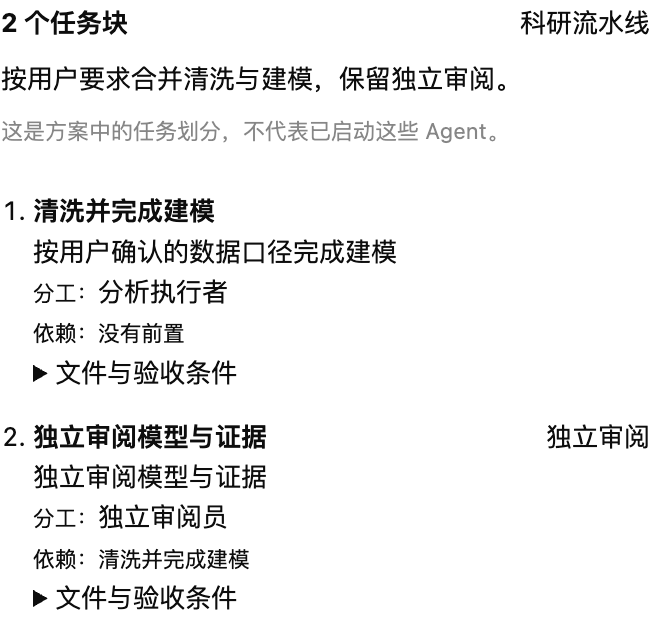 2 个任务块 科研流水线
按用户要求合并清洗与建模，保留独立审阅。
这是方案中的任务划分，不代表已启动这些 Agent。
1. 清洗并完成建模
按用户确认的数据口径完成建模
分工：分析执行者
依赖：没有前置
▶ 文件与验收条件
2. 独立审阅模型与证据 独立审阅
独立审阅模型与证据
分工：独立审阅员
依赖：清洗并完成建模
▶ 文件与验收条件